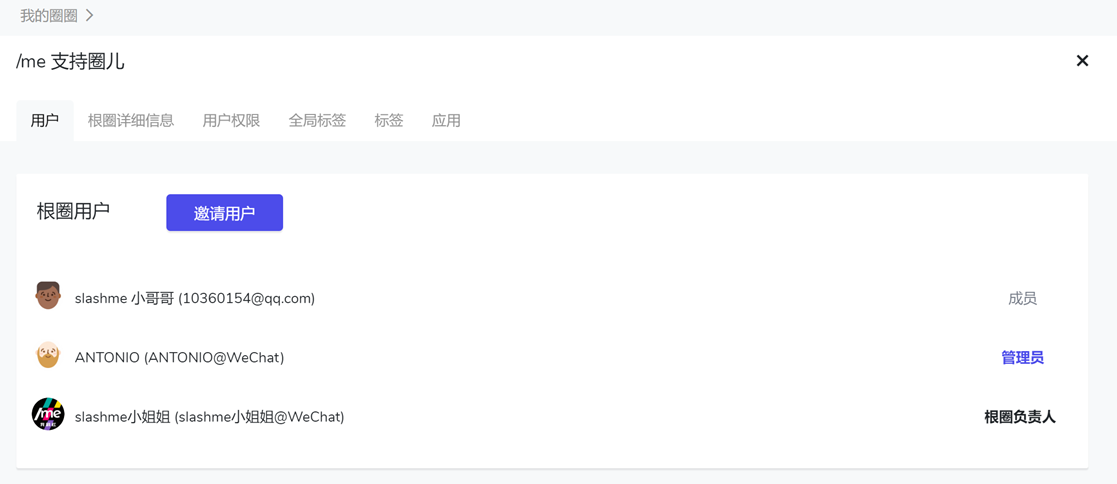 我的圈圈
/me 支持圈儿
用户 根圈详细信息 用户权限 全局标签 标签 应用
根圈用户 邀请用户
slashme 小哥哥 (10360154@qq.com) 成员
ANTONIO (ANTONIO@WeChat) 管理员
/me
slashme小姐姐 (slashme小姐姐@WeChat) 根圈负责人